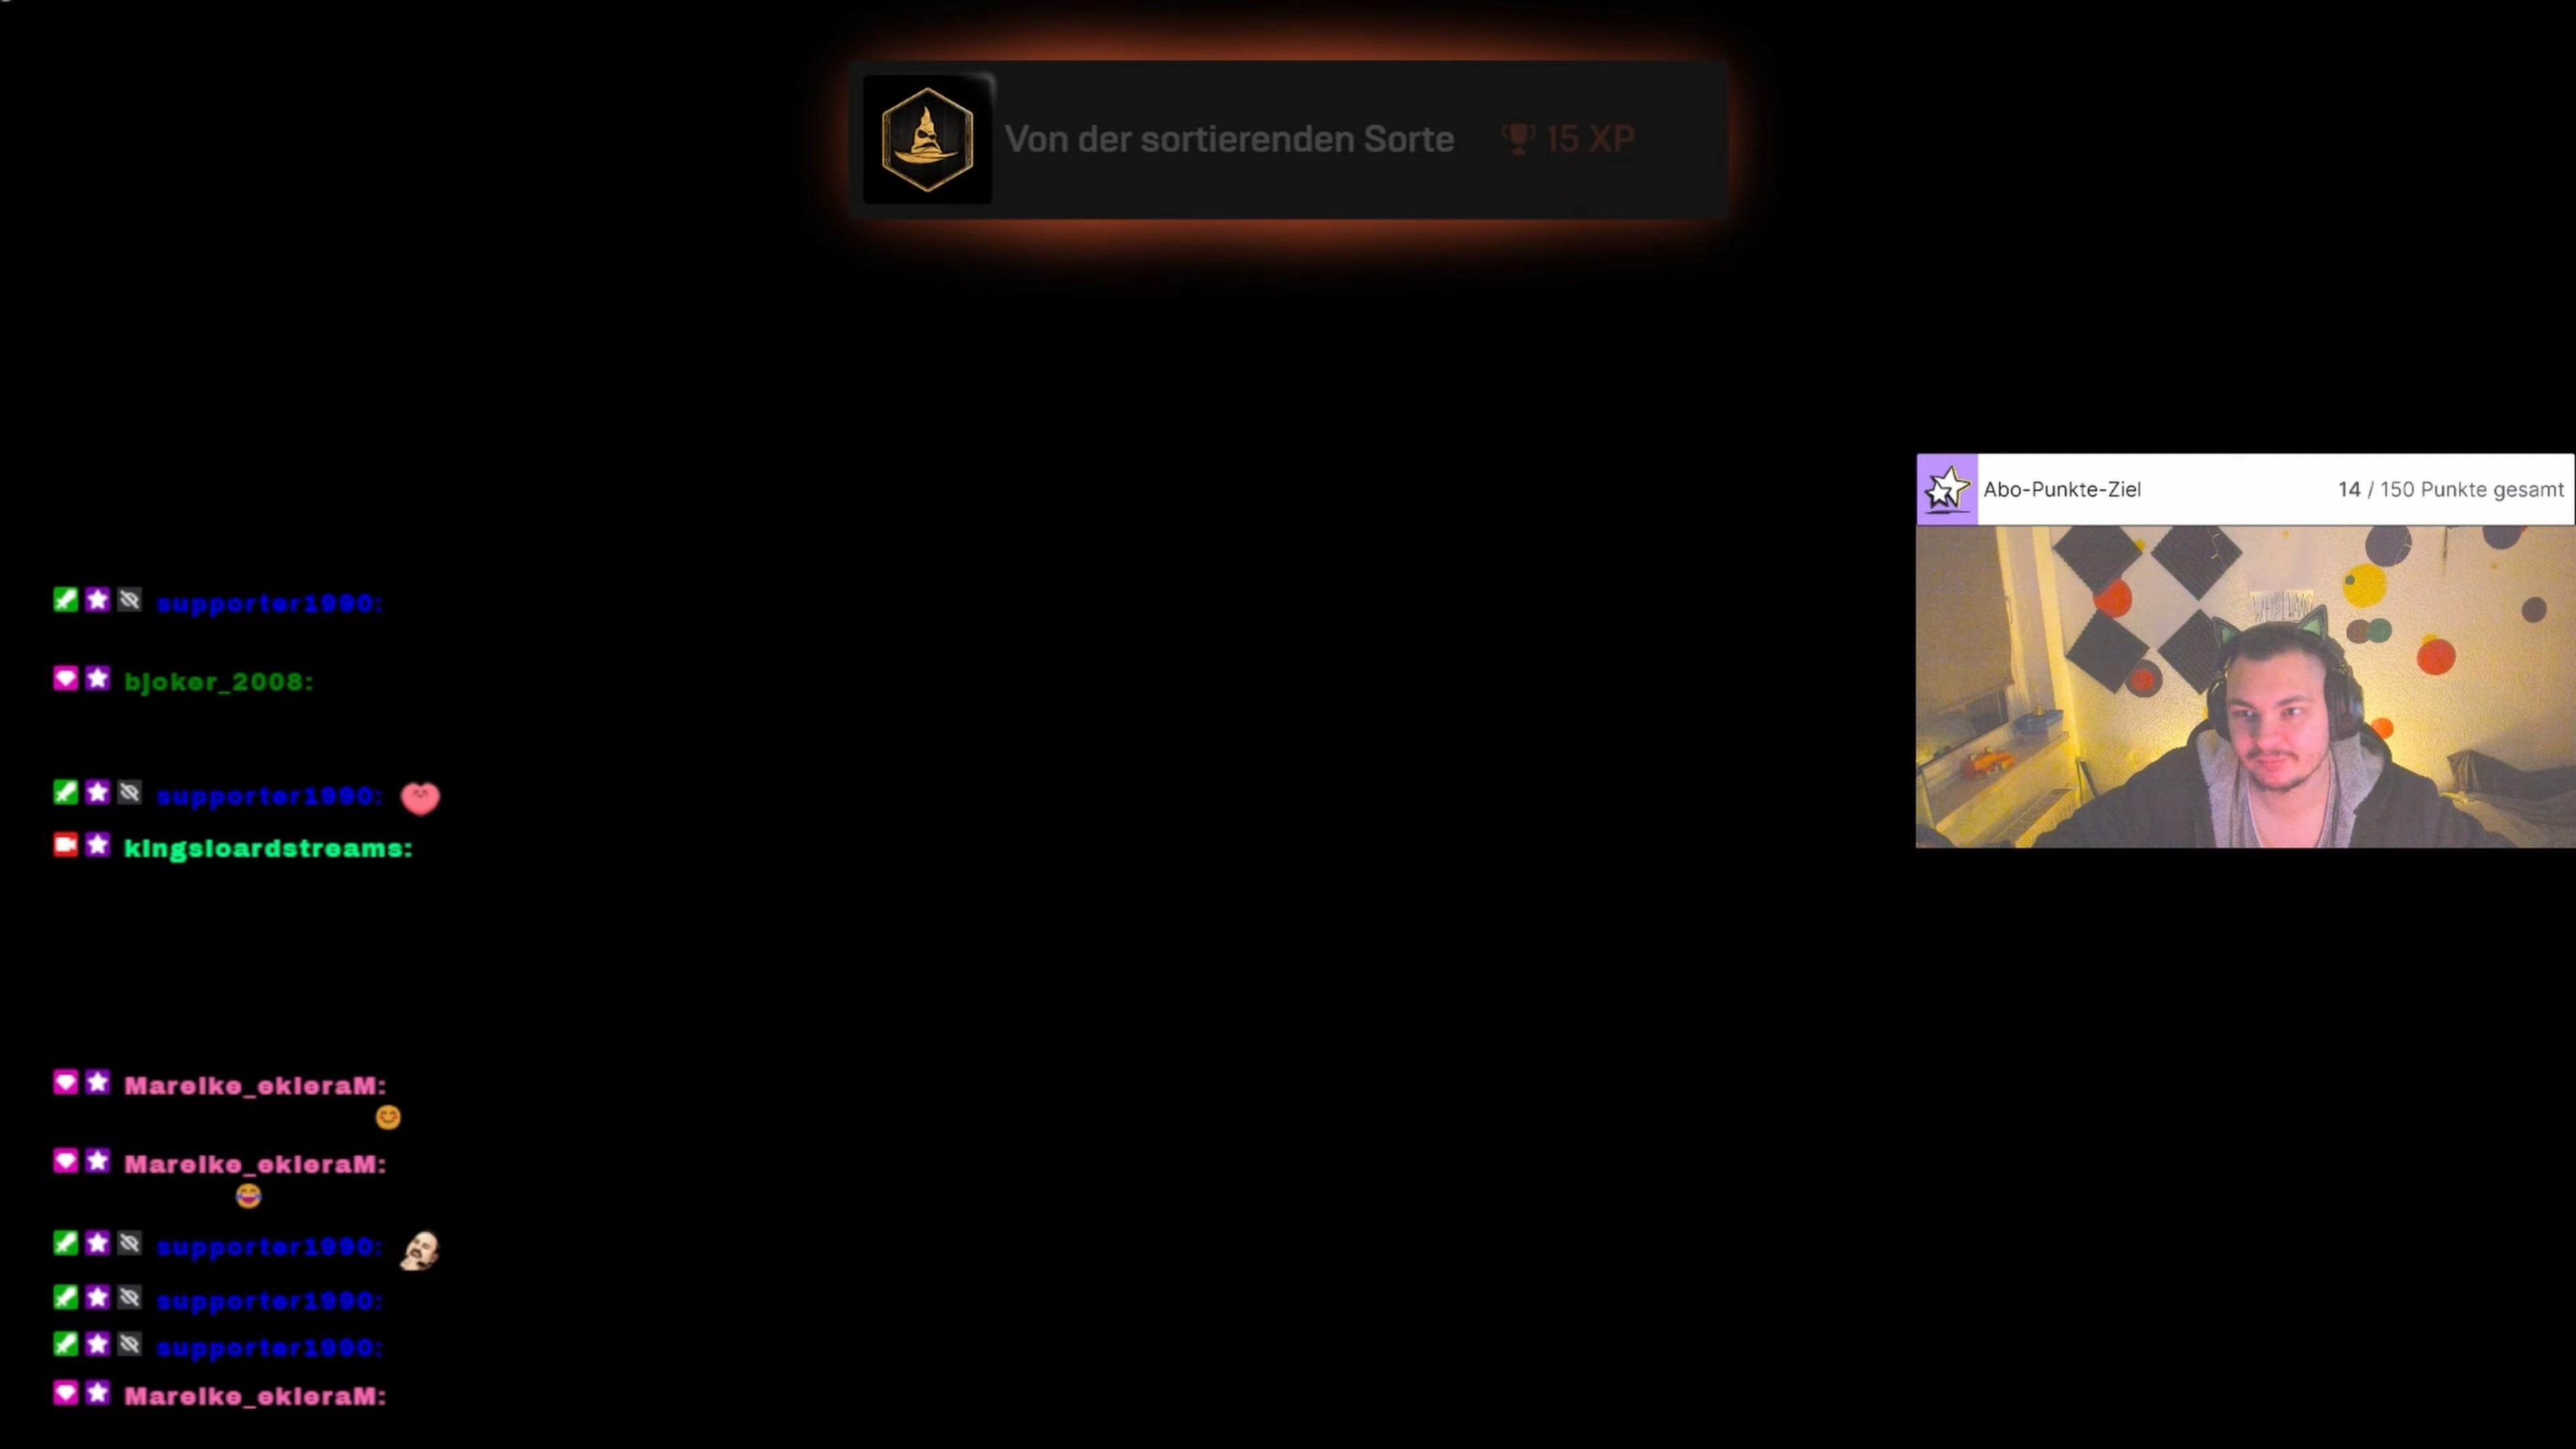 Von der sortierenden Sorte 15 XP
Abo-Punkte-Ziel 14 / 150 Punkte gesamt
supporter1990:
bjoker_2008:
supporter1990:
kingsloardstreams:
Mareike_ekieraM:
Mareike_ekieraM:
supporter1990:
supporter1990:
supporter1990:
Mareike_ekieraM: